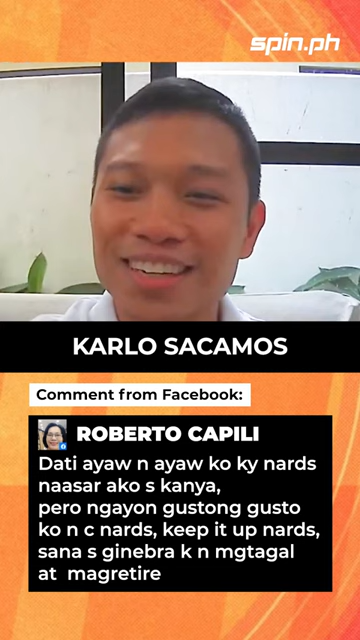 spin.ph
KARLO SACAMOS
Comment from Facebook:
ROBERTO CAPILI
Dati ayaw n ayaw ko ky nards
naasar ako s kanya,
pero ngayon gustong gusto
ko n c nards, keep it up nards,
sana s ginebra k n mgtagal
at magretire